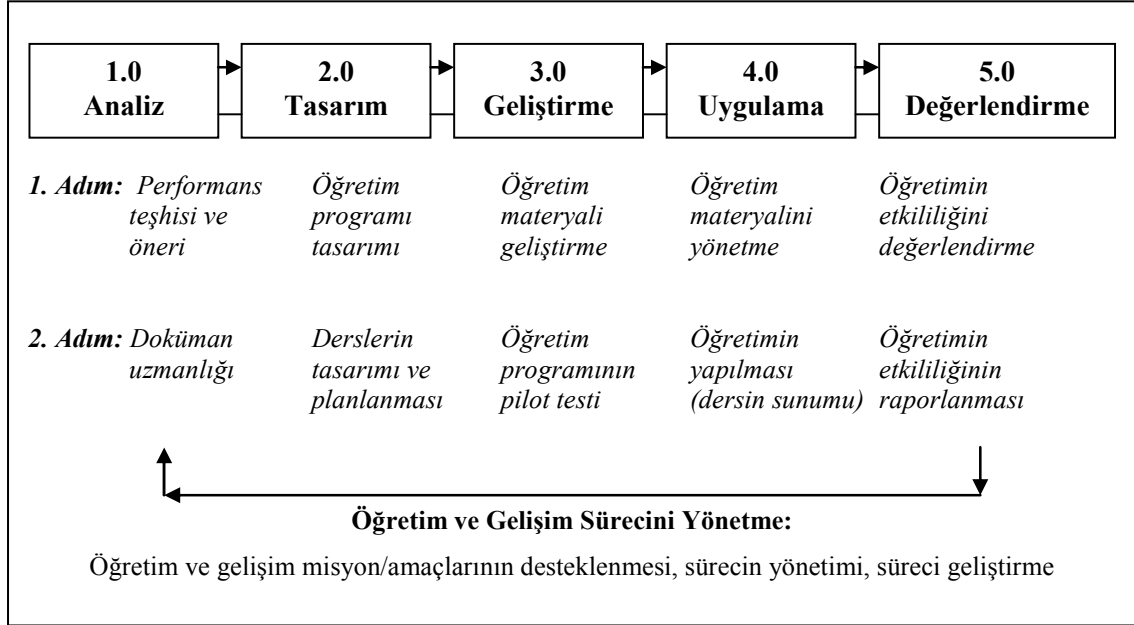 1.0
Analiz
2.0
Tasarım
3.0
Geliştirme
4.0
Uygulama
5.0
Değerlendirme
1. Adım: Performans
teşhisi ve
öneri
Öğretim
programı
tasarımı
Öğretim
materyali
geliştirme
Öğretim
materyalini
yönetme
Öğretimin
etkililiğini
değerlendirme
2. Adım: Doküman
uzmanlığı
Derslerin
tasarımı ve
planlanması
Öğretim
programının
pilot testi
Öğretimin
yapılması
(dersin sunumu)
Öğretimin
etkililiğinin
raporlanması
Öğretim ve Gelişim Sürecini Yönetme:
Öğretim ve gelişim misyon/amaçlarının desteklenmesi, sürecin yönetimi, süreci geliştirme